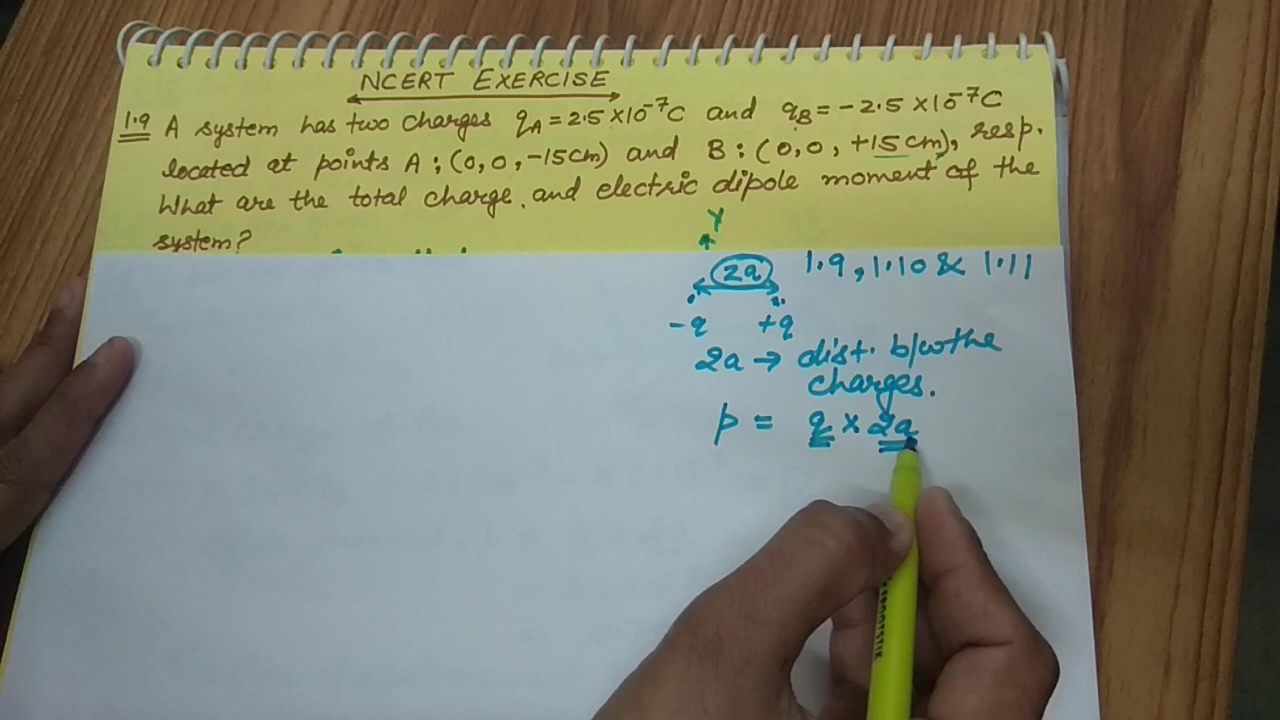 NCERT EXERCISE
1.9 A system has two charges qA = 2.5 × 10⁻⁷C and qB = -2.5 × 10⁻⁷C
located at points A : (0, 0, -15cm) and B : (0, 0, +15cm), resp.
What are the total charge, and electric dipole moment of the
system?
Y
2a 1.9, 1.10 & 1.11
-q +q
2a → dist. b/w the
charges.
p = q × 2a